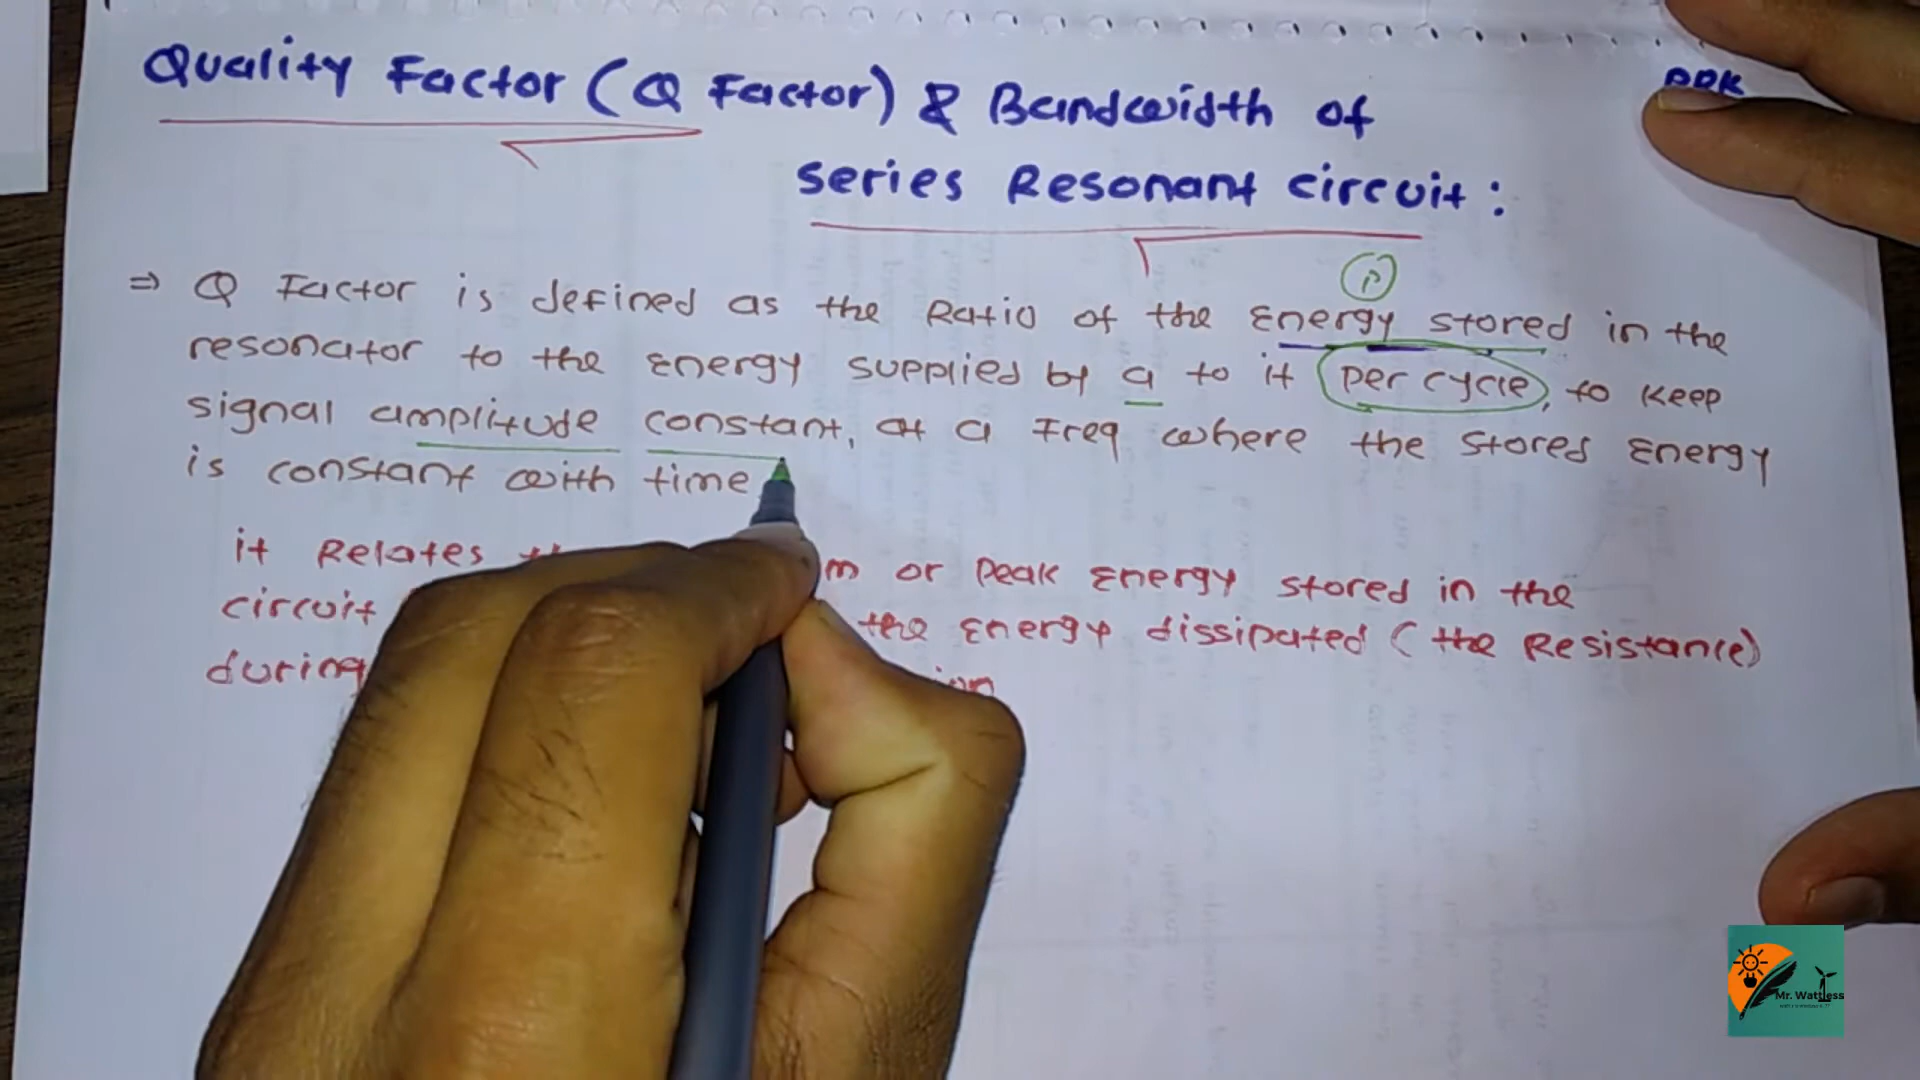 Quality Factor (Q Factor) & Bandwidth of
series Resonant circuit:
⇒ Q Factor is defined as the Ratio of the Energy stored in the
resonator to the Energy supplied by a to it per cycle, to keep
signal amplitude constant, at a Freq where the stored Energy
is constant with time
it Relates or Peak Energy stored in the
circuit the Energy dissipated (the Resistance)
during
Mr. Wattless